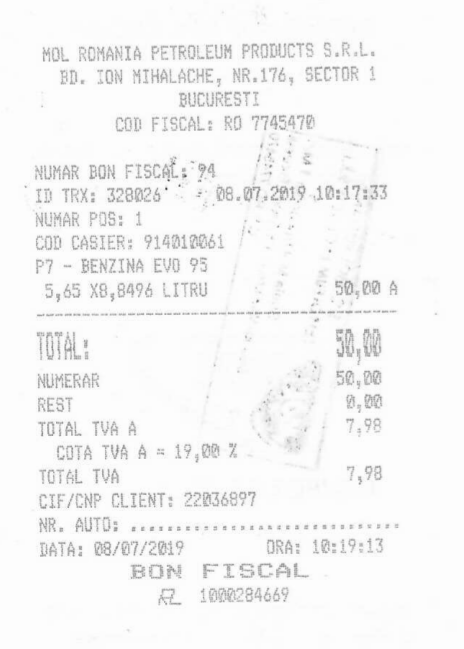 MOL ROMANIA PETROLEUM PRODUCTS S.R.L.
BD. ION MIHALACHE, NR.176, SECTOR 1
BUCURESTI
COD FISCAL: RO 7745470
NUMAR BON FISCAL: 94
ID TRX: 328026 08.07.2019 10:17:33
NUMAR POS: 1
COD CASIER: 914010061
P7 - BENZINA EVO 95
5,65 X8,8496 LITRU 50,00 A
TOTAL: 50,00
NUMERAR 50,00
REST 0,00
TOTAL TVA A 7,98
COTA TVA A = 19,00 %
TOTAL TVA 7,98
CIF/CNP CLIENT: 22036897
NR. AUTO: ..............................
DATA: 08/07/2019 ORA: 10:19:13
BON FISCAL
1000284669